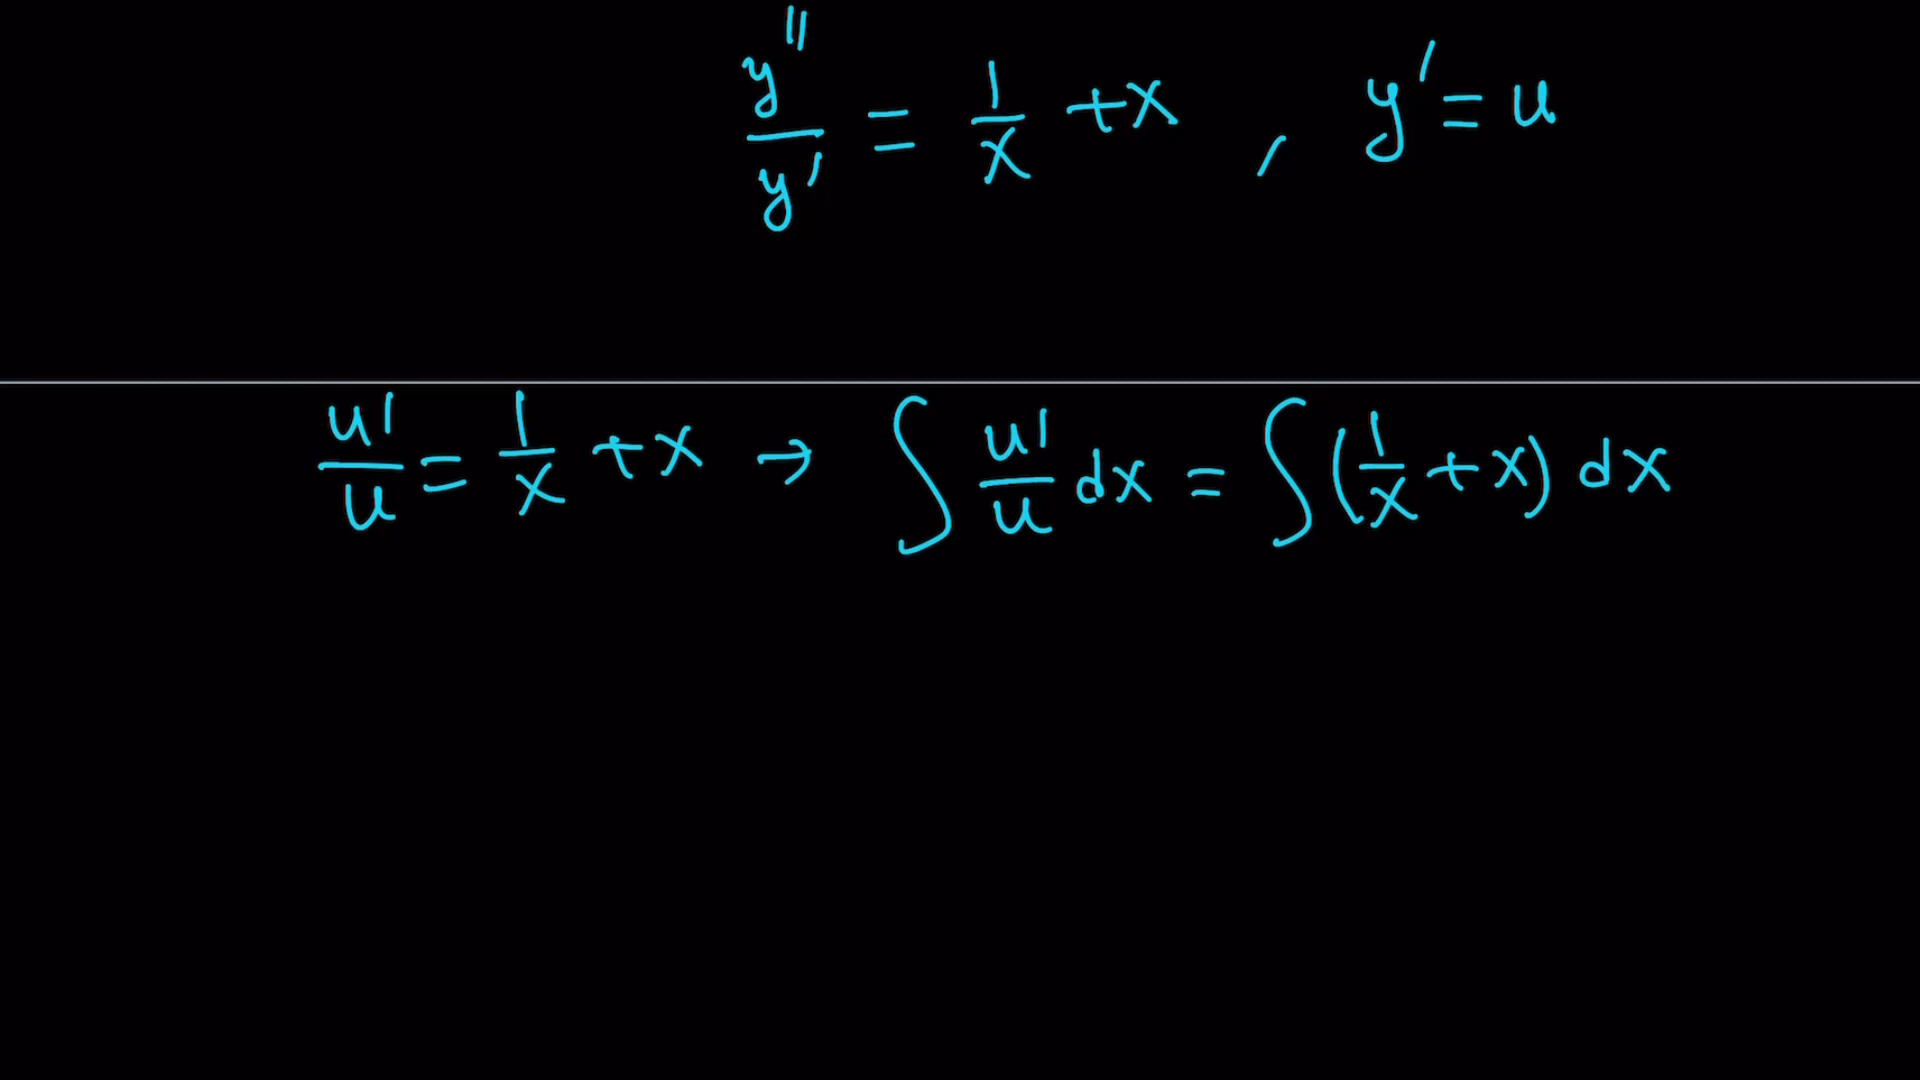 y''/y' = 1/x + x , y' = u
u'/u = 1/x + x → ∫ u'/u dx = ∫ (1/x + x) dx